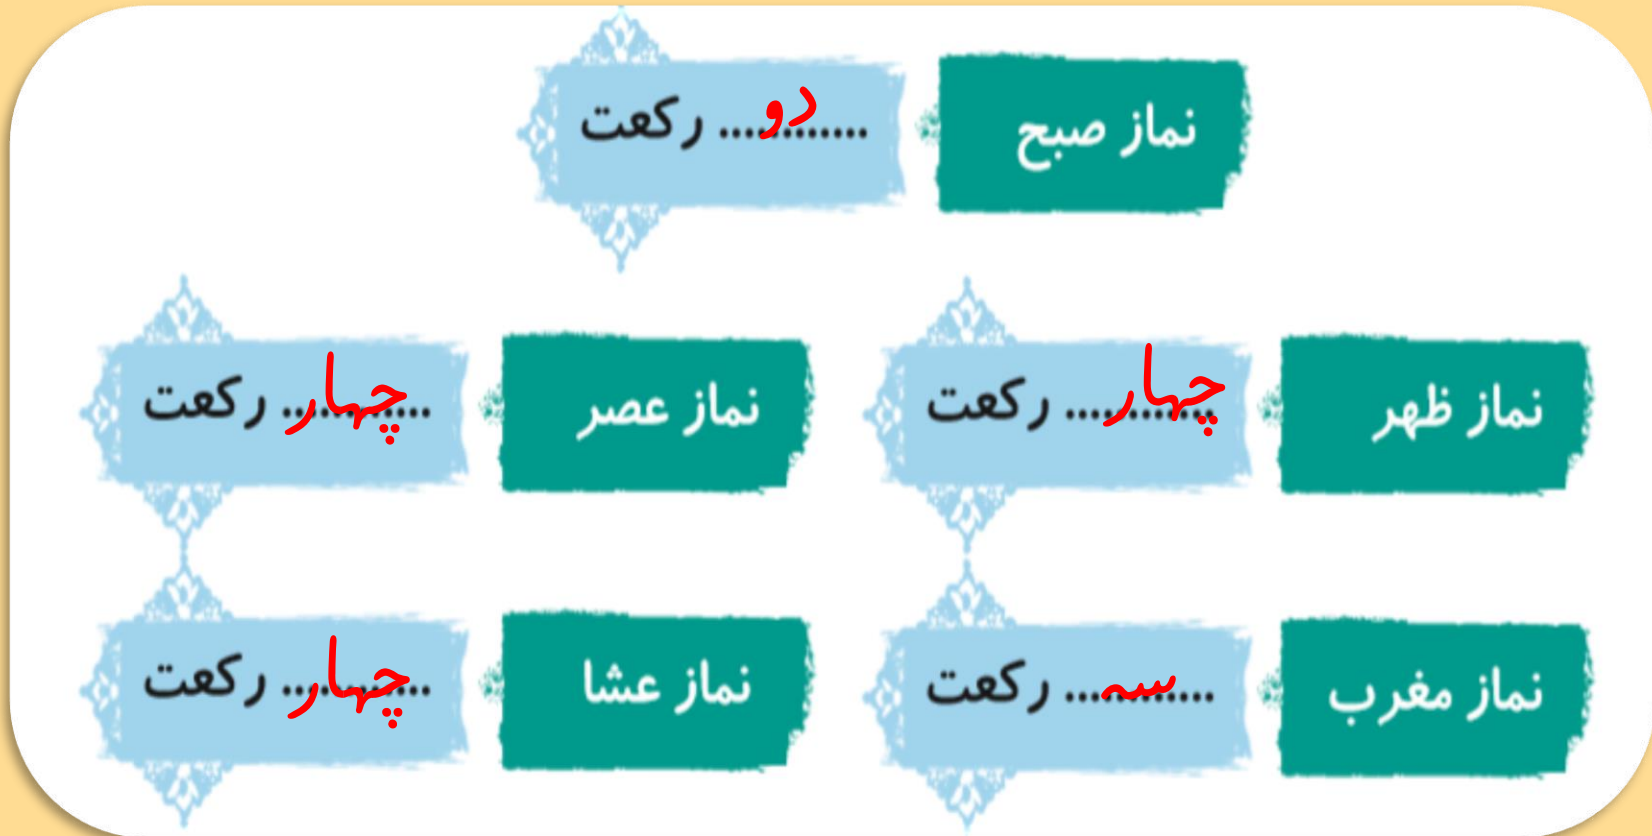 نماز صبح ....دو.... رکعت
نماز ظهر ....چهار.... رکعت
نماز عصر ....چهار.... رکعت
نماز مغرب ....سه.... رکعت
نماز عشا ....چهار.... رکعت